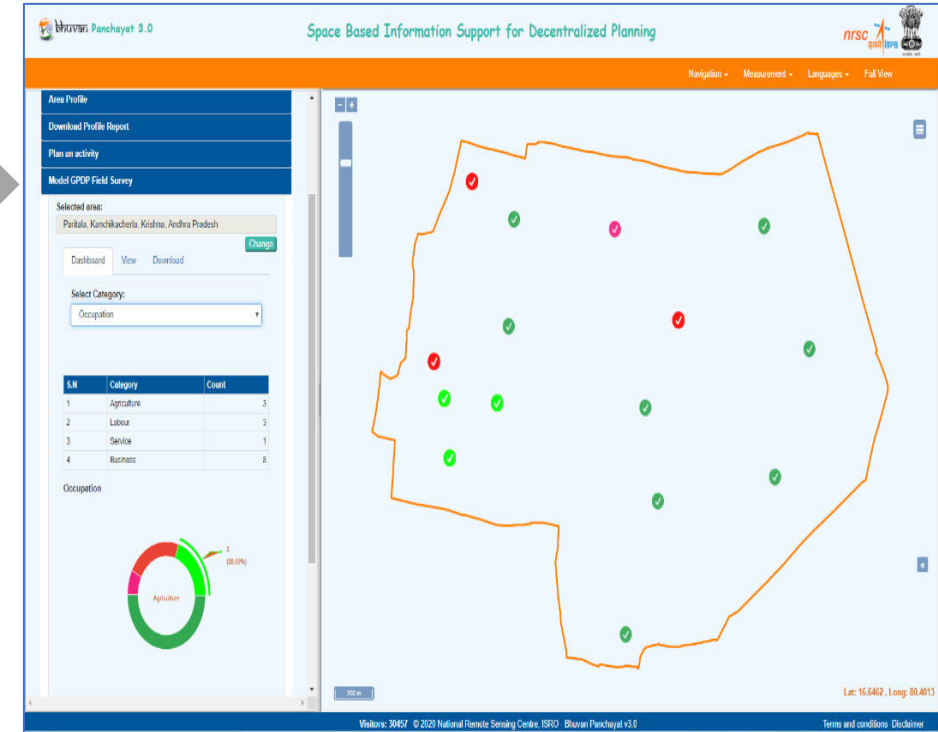 bhuvan Panchayat 3.0
Space Based Information Support for Decentralized Planning
nrsc
Navigation Measurement Languages Full View
Area Profile
Download Profile Report
Plan an activity
Model GPDP Field Survey
Selected area:
Paritala, Kanchikacherla, Krishna, Andhra Pradesh
Change
Dashboard View Download
Select Category:
Occupation
S.N Category Count
1 Agriculture 3
2 Labour 3
3 Service 1
4 Business 8
Occupation
3
Agriculture
500 m
Lat: 16.6462 , Long: 80.4013
Visitors: 30457 © 2020 National Remote Sensing Centre, ISRO Bhuvan Panchayat v3.0
Terms and conditions Disclaimer